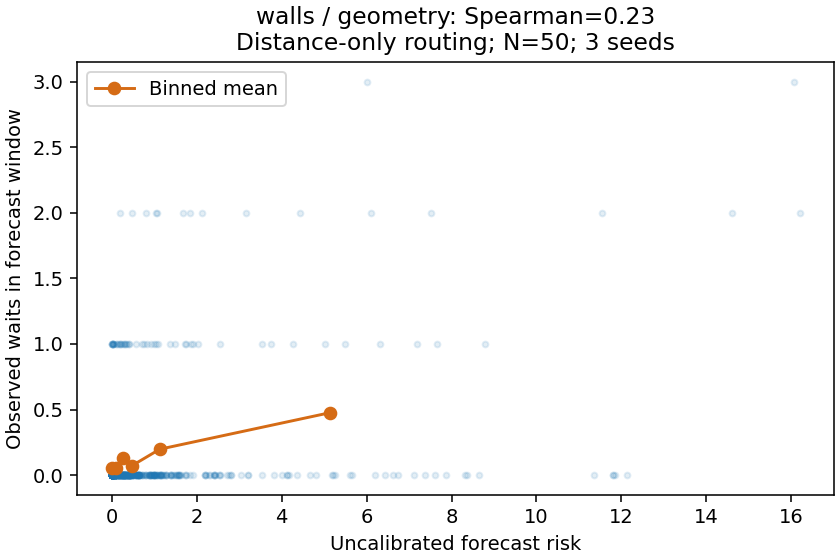 walls / geometry: Spearman=0.23
Distance-only routing; N=50; 3 seeds
Binned mean
Observed waits in forecast window
3.0
2.5
2.0
1.5
1.0
0.5
0.0
0 2 4 6 8 10 12 14 16
Uncalibrated forecast risk